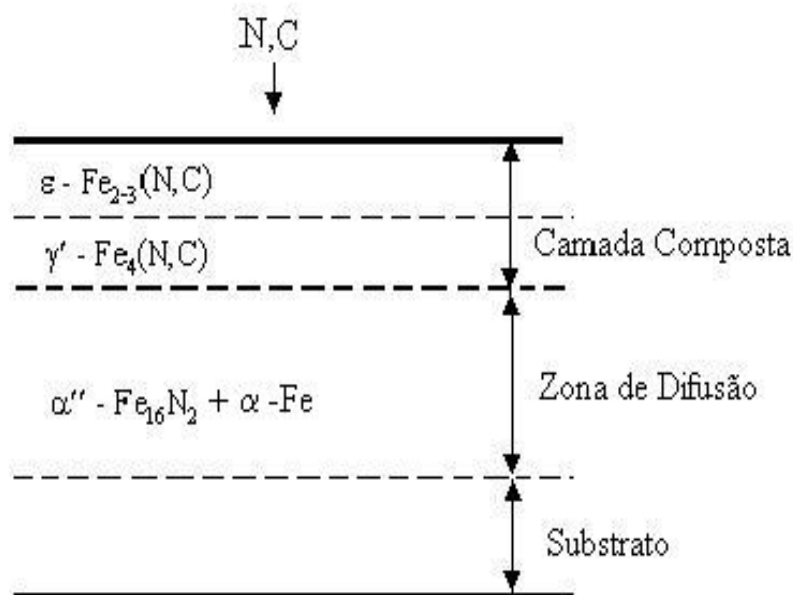 N,C
ε - Fe₂₋₃(N,C)
γ' - Fe₄(N,C)
Camada Composta
α'' - Fe₁₆N₂ + α -Fe
Zona de Difusão
Substrato